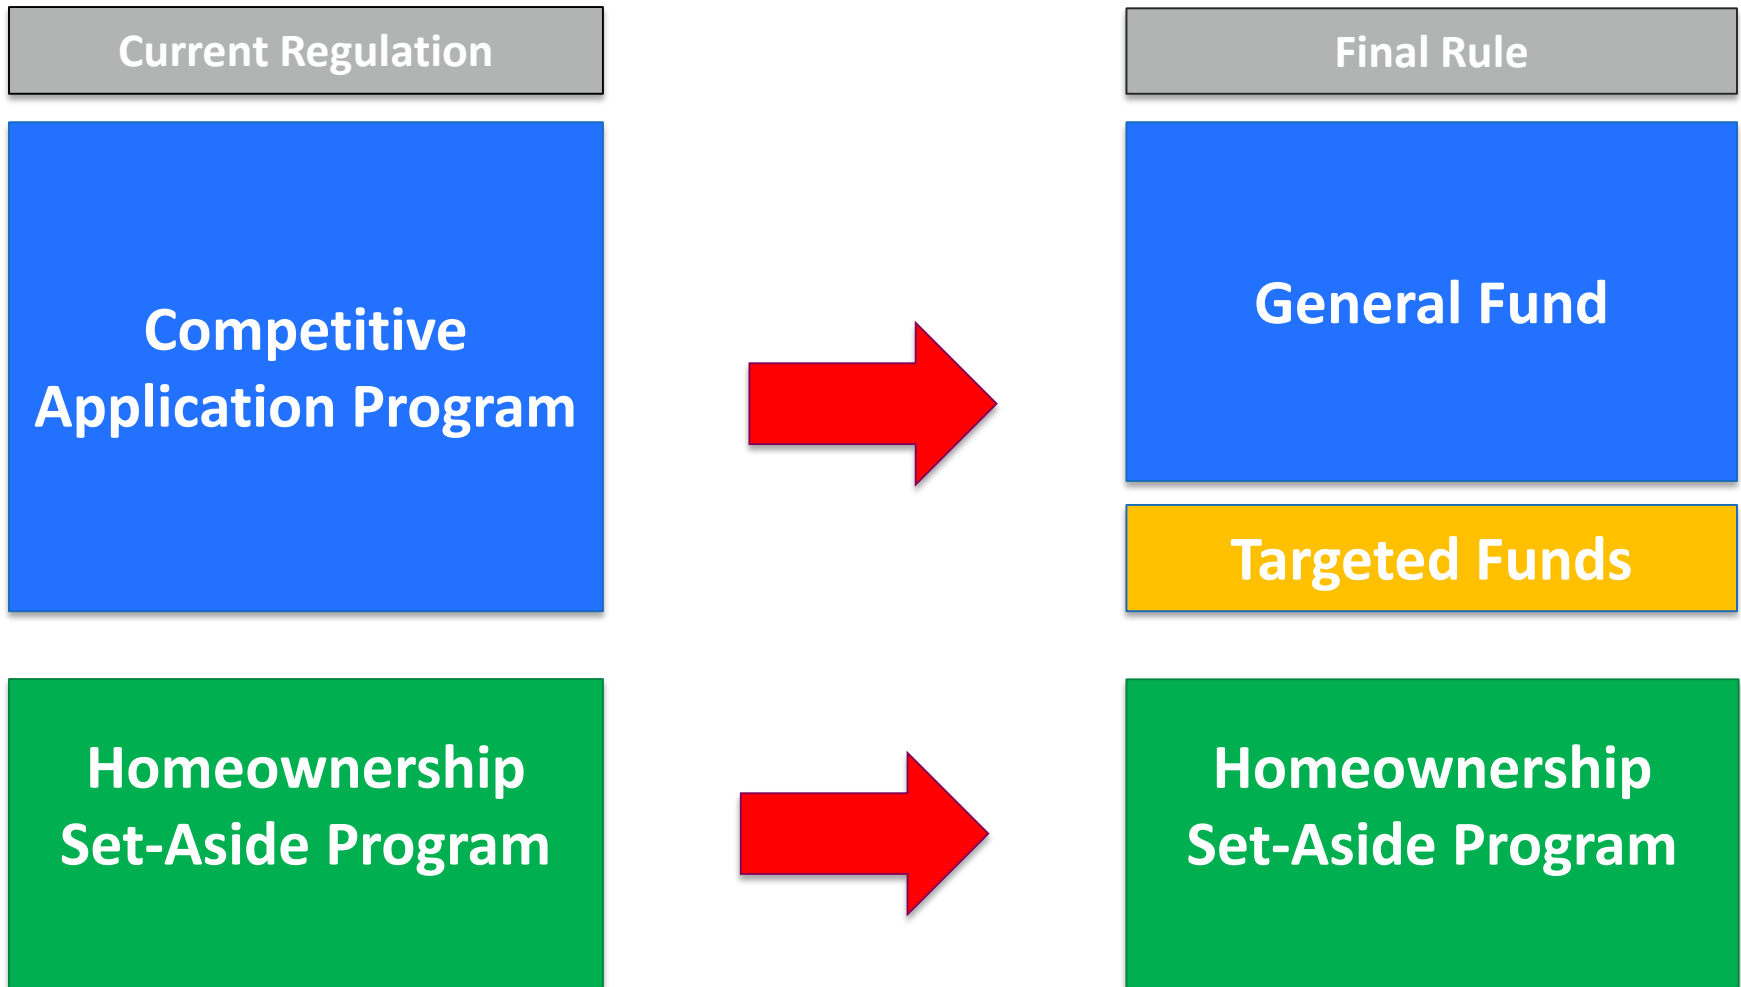 Current Regulation
Final Rule
Competitive
Application Program
General Fund
Targeted Funds
Homeownership
Set-Aside Program
Homeownership
Set-Aside Program